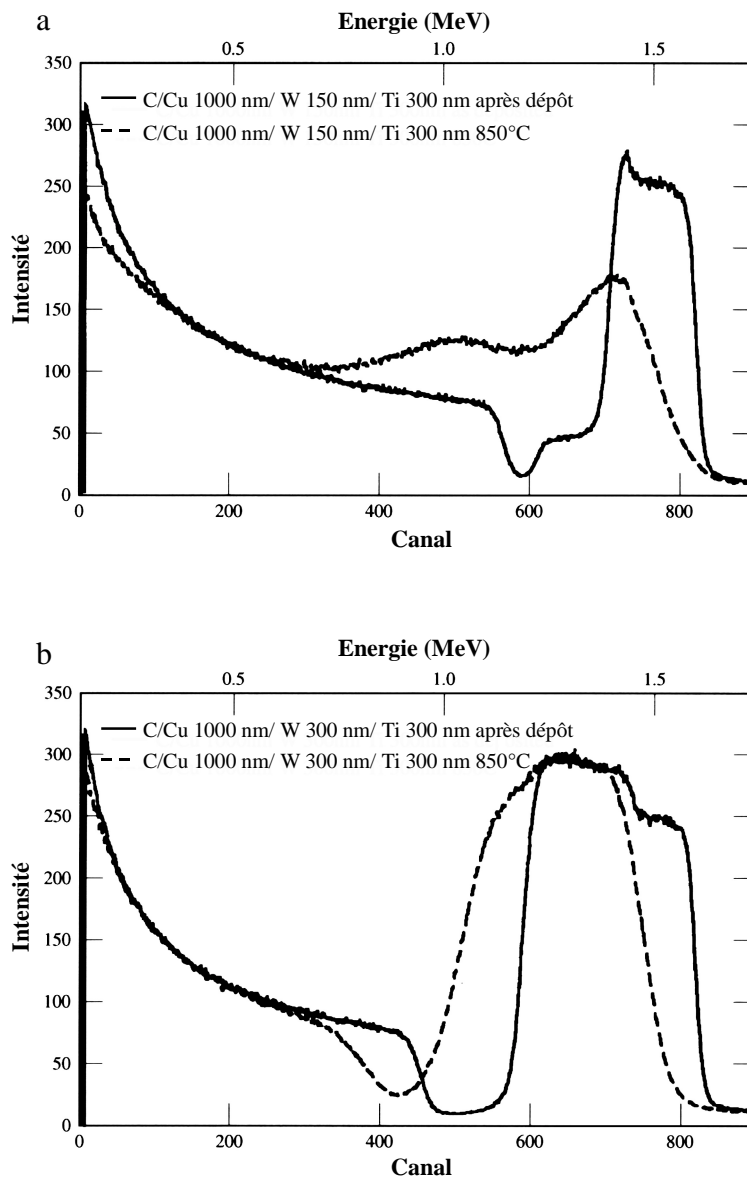 a
Energie (MeV)
0.5 1.0 1.5
350
300
250
200
150
100
50
0
Intensité
C/Cu 1000 nm/ W 150 nm/ Ti 300 nm après dépôt
C/Cu 1000 nm/ W 150 nm/ Ti 300 nm 850°C
0 200 400 600 800
Canal
b
Energie (MeV)
0.5 1.0 1.5
350
300
250
200
150
100
50
0
Intensité
C/Cu 1000 nm/ W 300 nm/ Ti 300 nm après dépôt
C/Cu 1000 nm/ W 300 nm/ Ti 300 nm 850°C
0 200 400 600 800
Canal